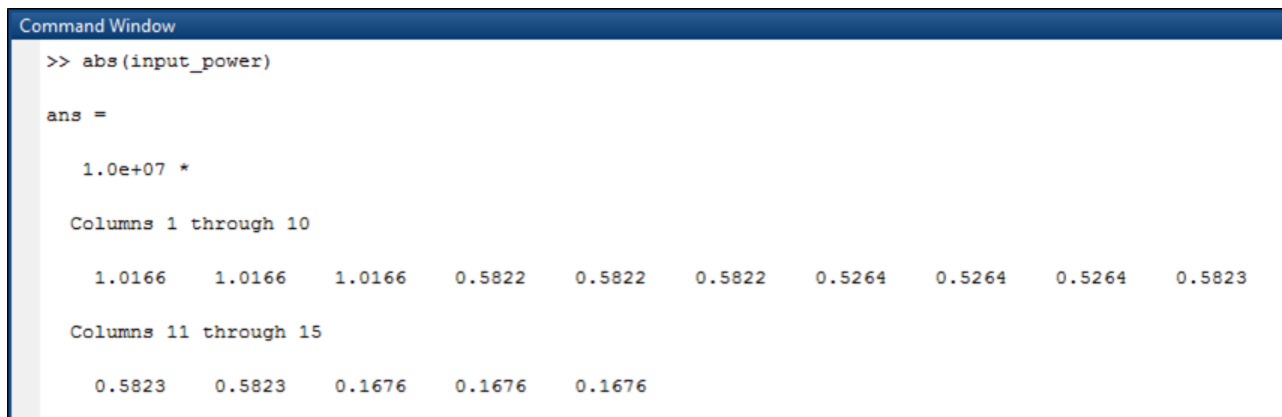 Command Window
>> abs(input_power)
ans =
1.0e+07 *
Columns 1 through 10
1.0166 1.0166 1.0166 0.5822 0.5822 0.5822 0.5264 0.5264 0.5264 0.5823
Columns 11 through 15
0.5823 0.5823 0.1676 0.1676 0.1676